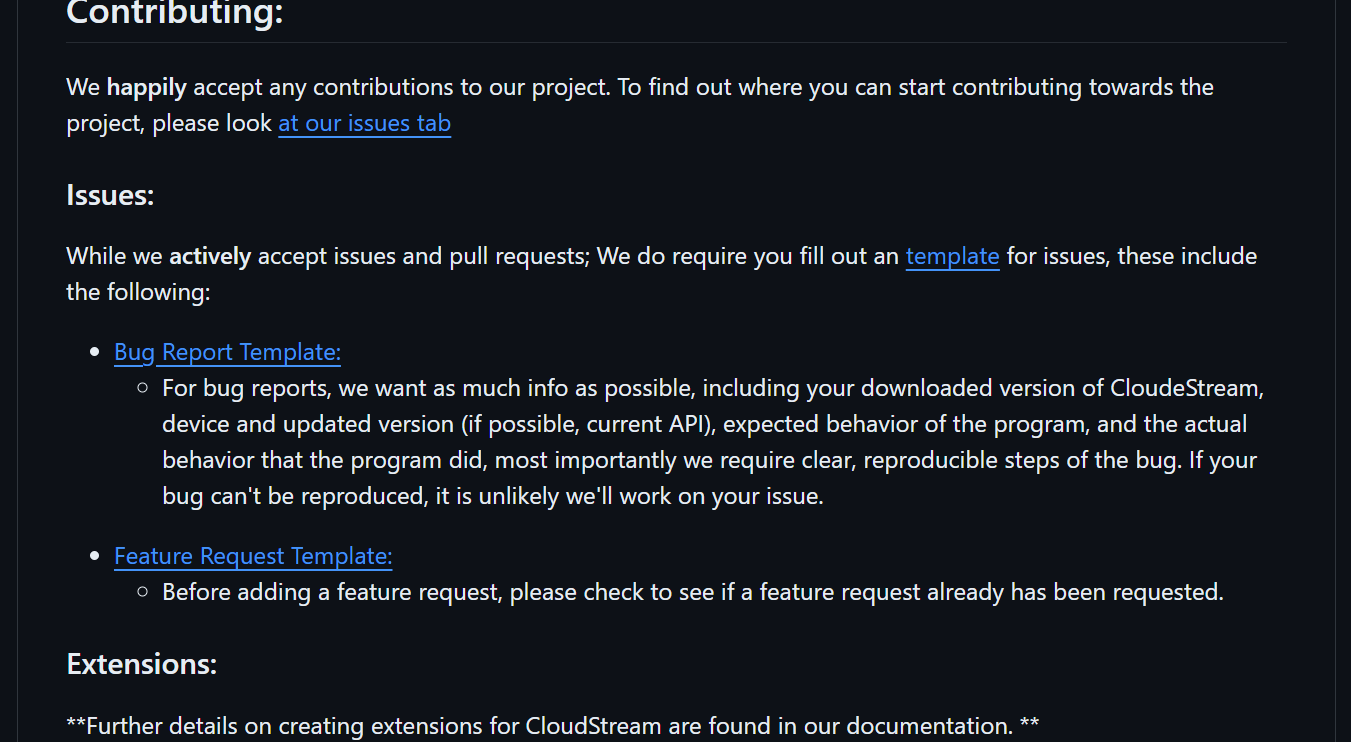 Contributing:
We happily accept any contributions to our project. To find out where you can start contributing towards the
project, please look at our issues tab
Issues:
While we actively accept issues and pull requests; We do require you fill out an template for issues, these include
the following:
Bug Report Template:
For bug reports, we want as much info as possible, including your downloaded version of CloudeStream,
device and updated version (if possible, current API), expected behavior of the program, and the actual
behavior that the program did, most importantly we require clear, reproducible steps of the bug. If your
bug can't be reproduced, it is unlikely we'll work on your issue.
Feature Request Template:
Before adding a feature request, please check to see if a feature request already has been requested.
Extensions:
**Further details on creating extensions for CloudStream are found in our documentation. **